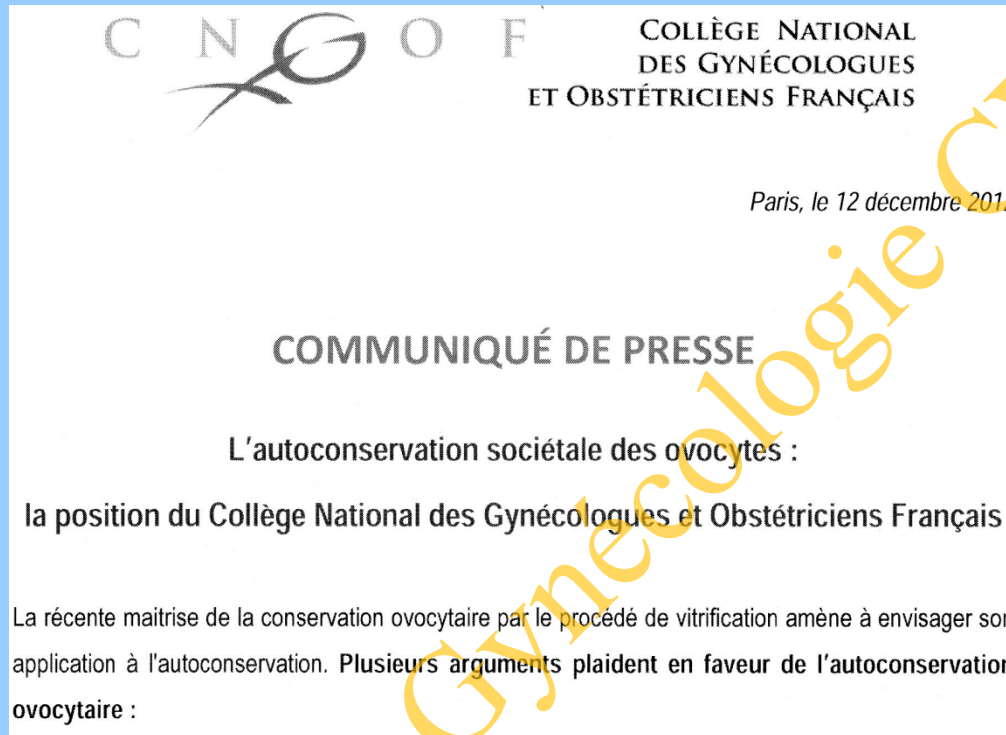 C N G O F
COLLÈGE NATIONAL
DES GYNÉCOLOGUES
ET OBSTÉTRICIENS FRANÇAIS
Paris, le 12 décembre
COMMUNIQUÉ DE PRESSE
L'autoconservation sociétale des ovocytes :
la position du Collège National des Gynécologues et Obstétriciens Français
La récente maitrise de la conservation ovocytaire par le procédé de vitrification amène à envisager son
application à l'autoconservation. Plusieurs arguments plaident en faveur de l'autoconservation
ovocytaire :
Gynécologie C